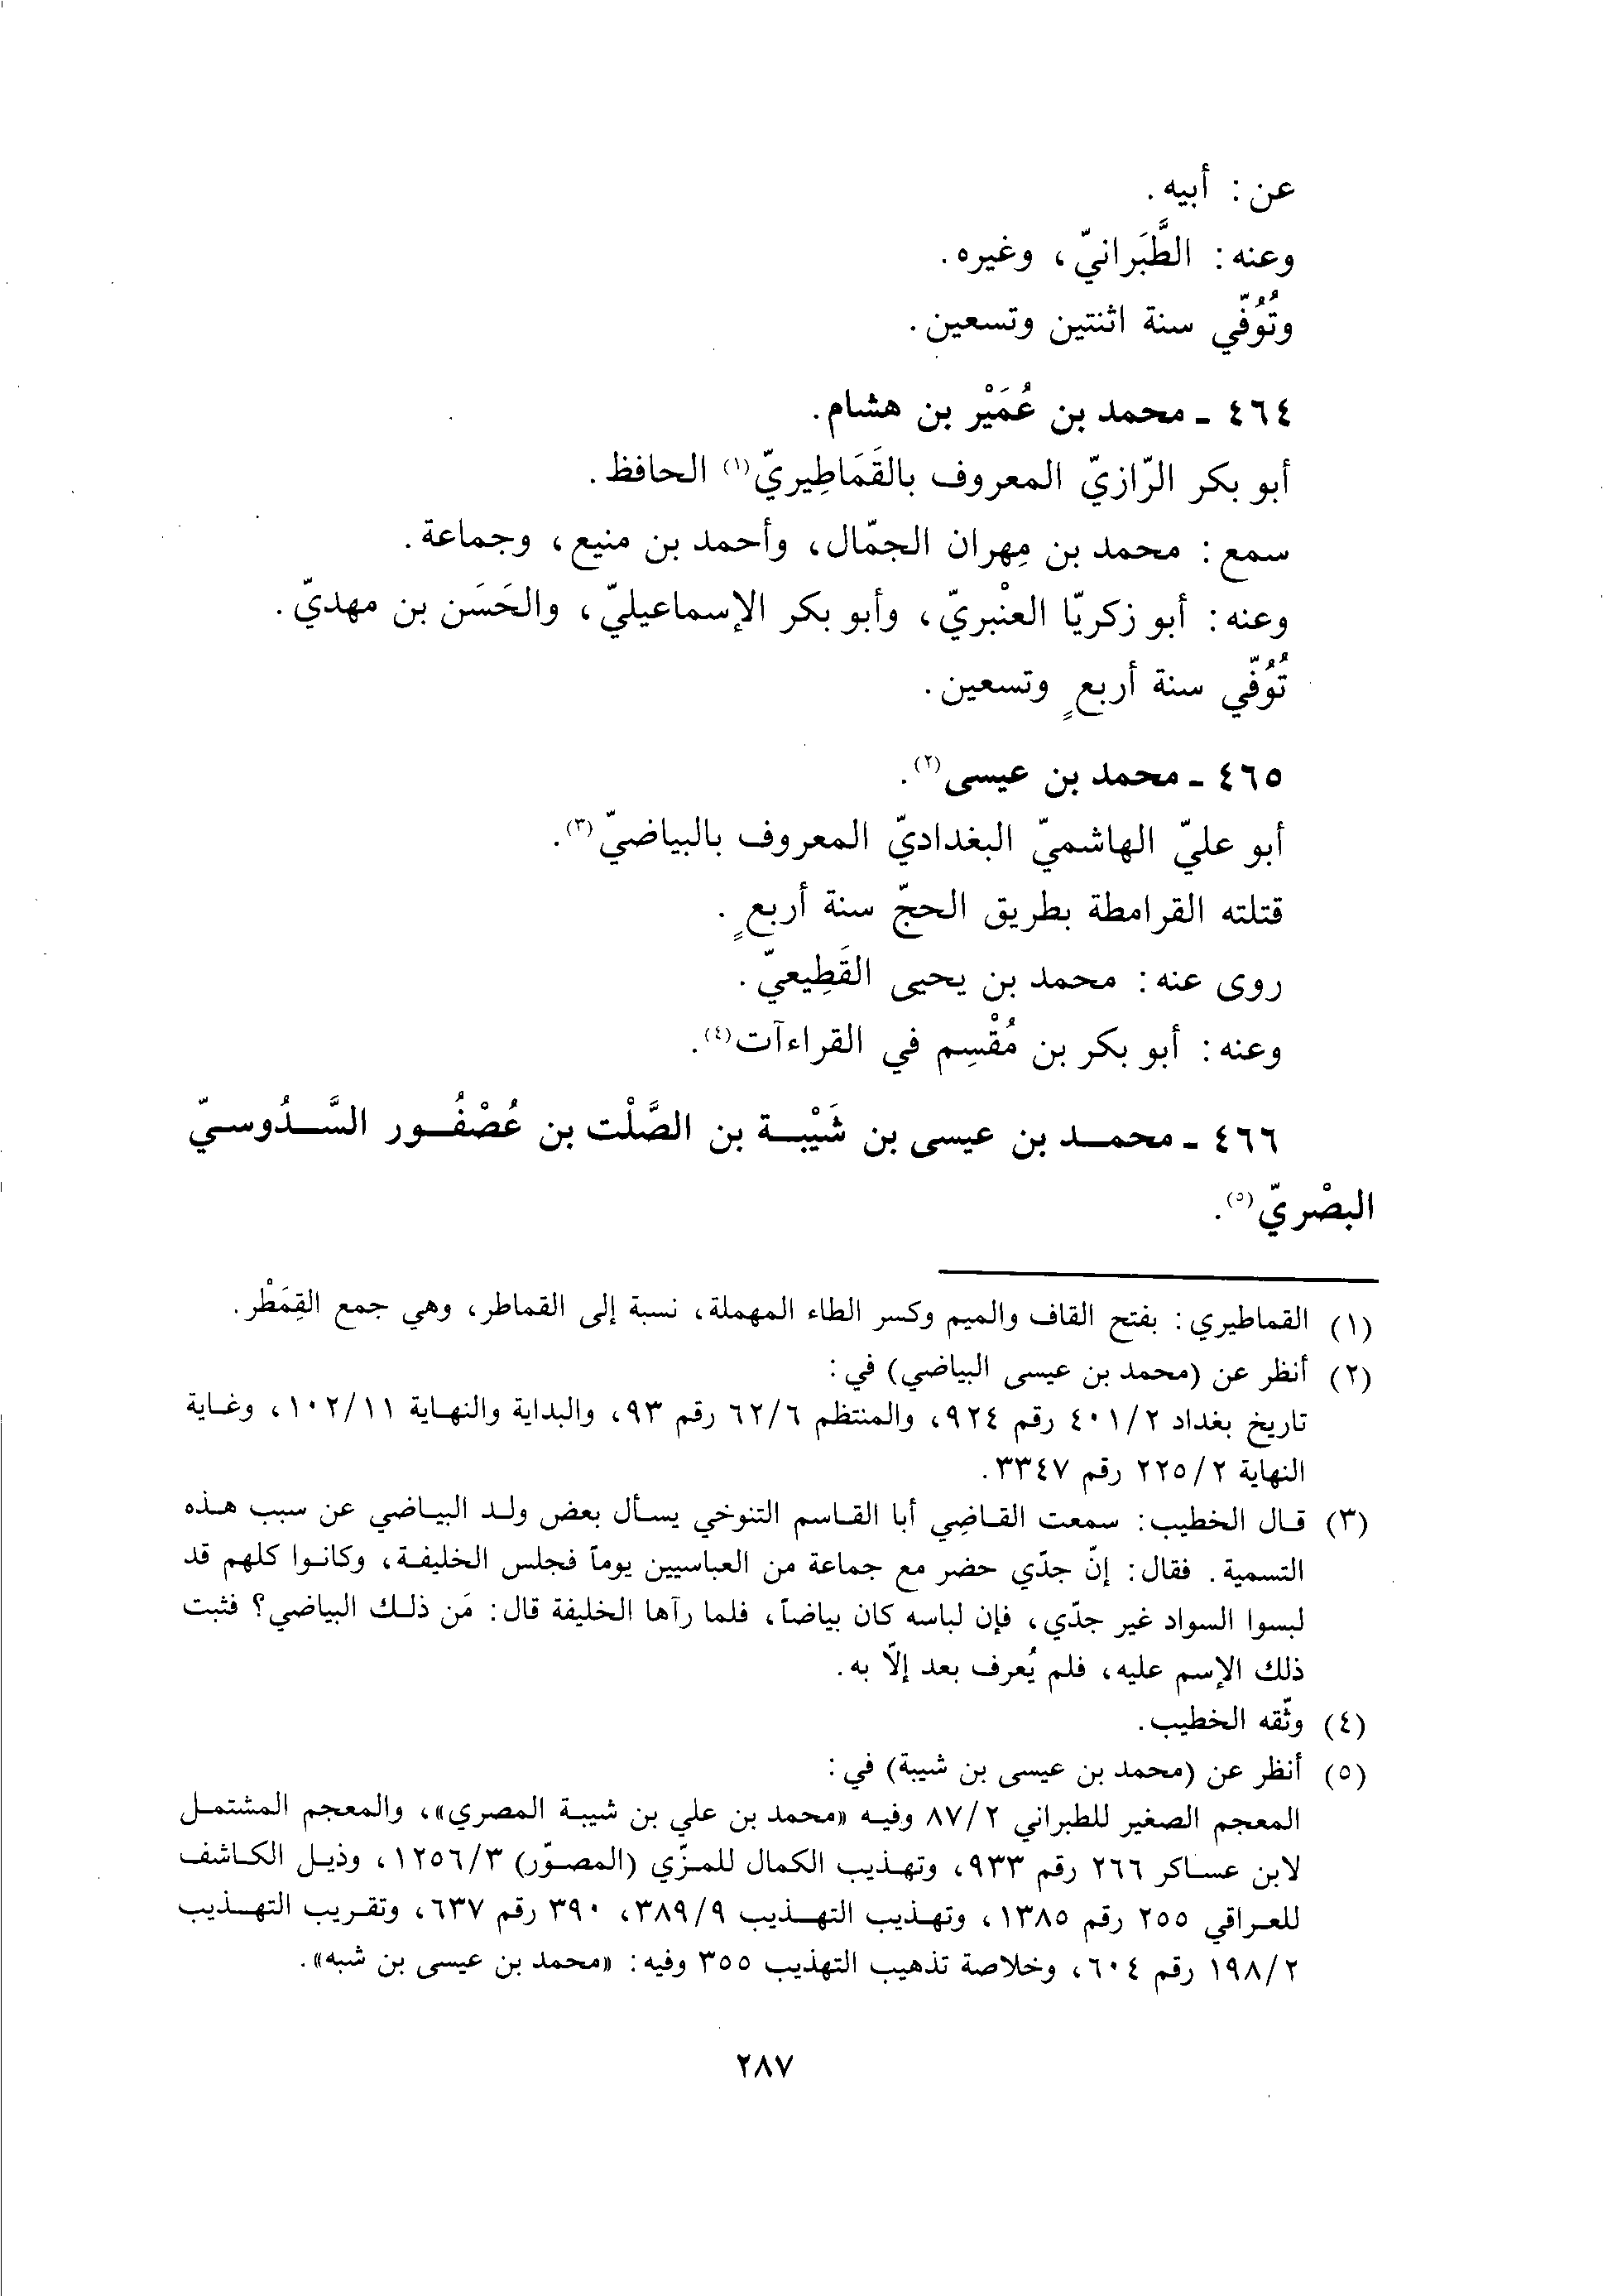 عن: أبيه.
وعنه: الطَّبَرانيّ، وغيره.
وتُوُفّي سنة اثنتين وتسعين.
٤٦٤ ـ محمد بن عُمَيْر بن هشام.
أبو بكر الرّازيّ المعروف بالقَمَاطِيريّ(١) الحافظ.
سمع: محمد بن مِهران الجمّال، وأحمد بن منيع، وجماعة.
وعنه: أبو زكريّا العنْبريّ، وأبو بكر الإسماعيليّ، والحَسَن بن مهديّ.
تُوُفّي سنة أربعٍ وتسعين.
٤٦٥ ـ محمد بن عيسى(٢).
أبو عليّ الهاشميّ البغداديّ المعروف بالبياضيّ(٣).
قتلته القرامطة بطريق الحجّ سنة أربعٍ.
روى عنه: محمد بن يحيى القَطِيعيّ.
وعنه: أبو بكر بن مُقْسِم في القراءآت(٤).
٤٦٦ ـ محمد بن عيسى بن شَيْبة بن الصَّلْت بن عُصْفُور السَّدُوسيّ
البصْريّ(٥).
(١) القماطيري: بفتح القاف والميم وكسر الطاء المهملة، نسبة إلى القماطر، وهي جمع القِمَطْر.
(٢) أنظر عن (محمد بن عيسى البياضي) في:
تاريخ بغداد ٤٠١/٢ رقم ٩٢٤، والمنتظم ٦٢/٦ رقم ٩٣، والبداية والنهاية ١٠٢/١١، وغاية
النهاية ٢٢٥/٢ رقم ٣٣٤٧.
(٣) قال الخطيب: سمعت القاضِي أبا القاسم التنوخي يسأل بعض ولد البياضي عن سبب هذه
التسمية. فقال: إنّ جدّي حضر مع جماعة من العباسيين يوماً فجلس الخليفة، وكانوا كلهم قد
لبسوا السواد غير جدّي، فإن لباسه كان بياضاً، فلما رآها الخليفة قال: مَن ذلك البياضي؟ فثبت
ذلك الإسم عليه، فلم يُعرف بعد إلاّ به.
(٤) وثّقه الخطيب.
(٥) أنظر عن (محمد بن عيسى بن شيبة) في:
المعجم الصغير للطبراني ٨٧/٢ وفيه «محمد بن علي بن شيبة المصري»، والمعجم المشتمل
لابن عساكر ٢٦٦ رقم ٩٣٣، وتهذيب الكمال للمزّي (المصوّر) ١٢٥٦/٣، وذيل الكاشف
للعراقي ٢٥٥ رقم ١٣٨٥، وتهذيب التهذيب ٣٨٩/٩، ٣٩٠ رقم ٦٣٧، وتقريب التهذيب
١٩٨/٢ رقم ٦٠٤، وخلاصة تذهيب التهذيب ٣٥٥ وفيه: «محمد بن عيسى بن شبه».
٢٨٧